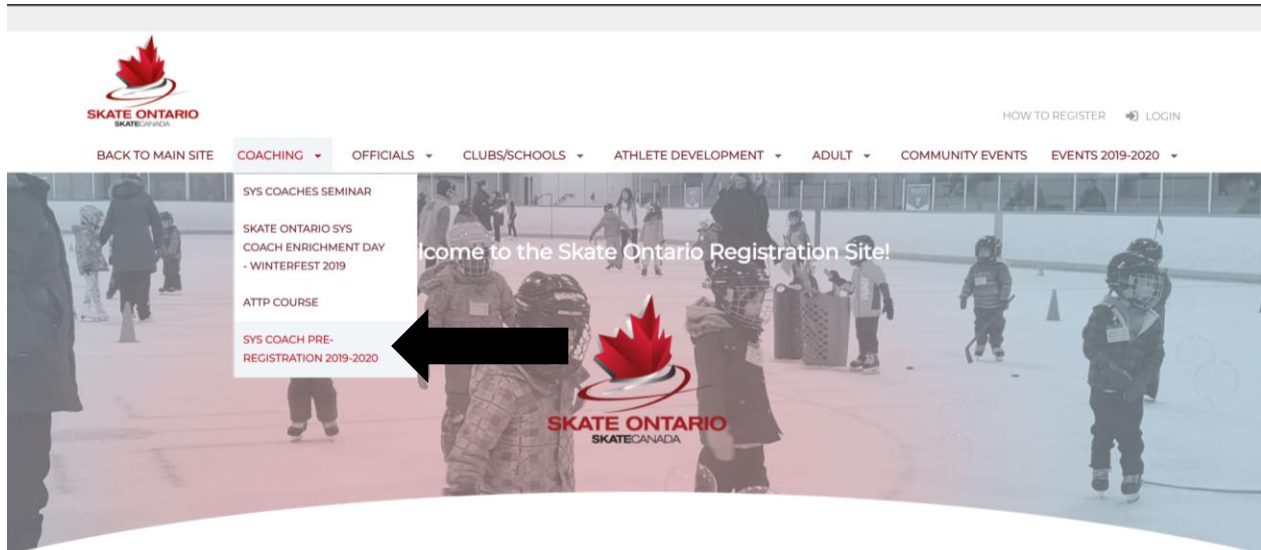 SKATE ONTARIO
SKATECANADA
HOW TO REGISTER LOGIN
BACK TO MAIN SITE COACHING OFFICIALS CLUBS/SCHOOLS ATHLETE DEVELOPMENT ADULT COMMUNITY EVENTS EVENTS 2019-2020
SYS COACHES SEMINAR
SKATE ONTARIO SYS
COACH ENRICHMENT DAY
- WINTERFEST 2019
ATTP COURSE
SYS COACH PRE-
REGISTRATION 2019-2020
lcome to the Skate Ontario Registration Site!
SKATE ONTARIO
SKATECANADA